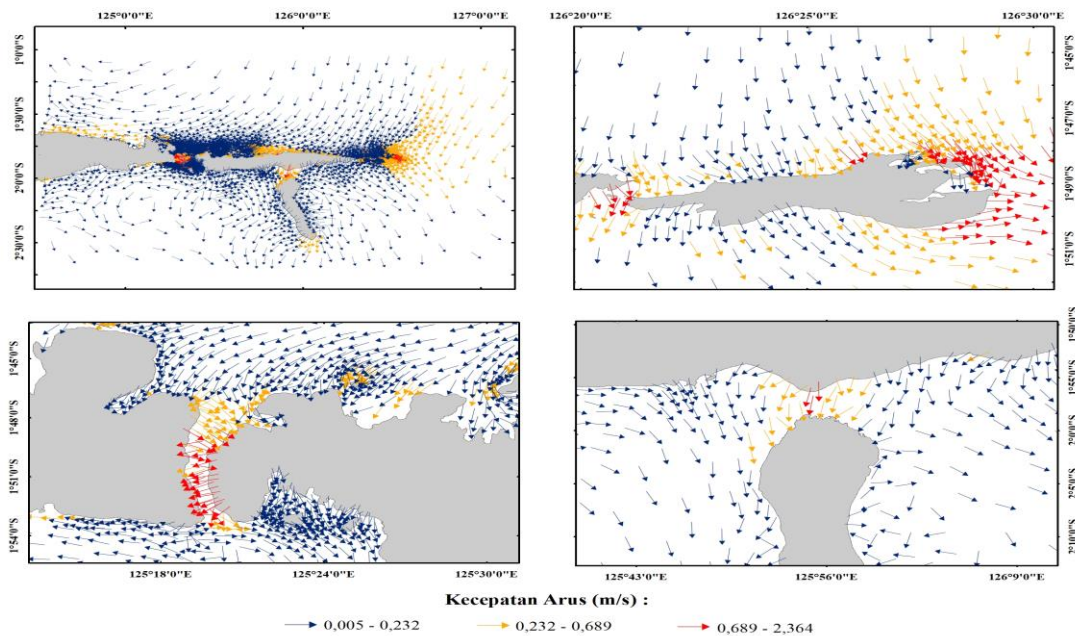 125°0'0"E 126°0'0"E 127°0'0"E
126°20'0"E 126°25'0"E 126°30'0"E
1°0'0"S
1°30'0"S
2°0'0"S
2°30'0"S
1°45'0"S
1°47'0"S
1°49'0"S
1°51'0"S
1°45'0"S
1°48'0"S
1°51'0"S
1°54'0"S
125°18'0"E 125°24'0"E 125°30'0"E
125°43'0"E 125°56'0"E 126°9'0"E
Kecepatan Arus (m/s) :
0,005 - 0,232 0,232 - 0,689 0,689 - 2,364